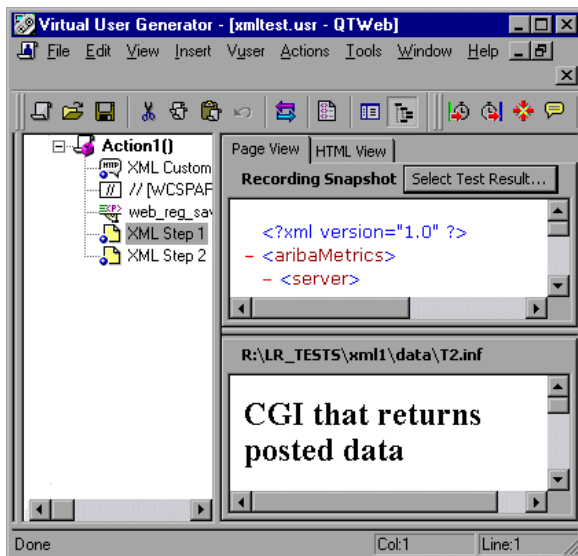 Virtual User Generator - [xmltest.usr - QTWeb]
File Edit View Insert Vuser Actions Tools Window Help
Action1()
XML Custom
// [WCSPAF
web_reg_sav
XML Step 1
XML Step 2
Page View HTML View
Recording Snapshot Select Test Result...
<?xml version="1.0" ?>
- <aribaMetrics>
- <server>
R:\LR_TESTS\xml1\data\T2.inf
CGI that returns
posted data
Done Col:1 Line:1